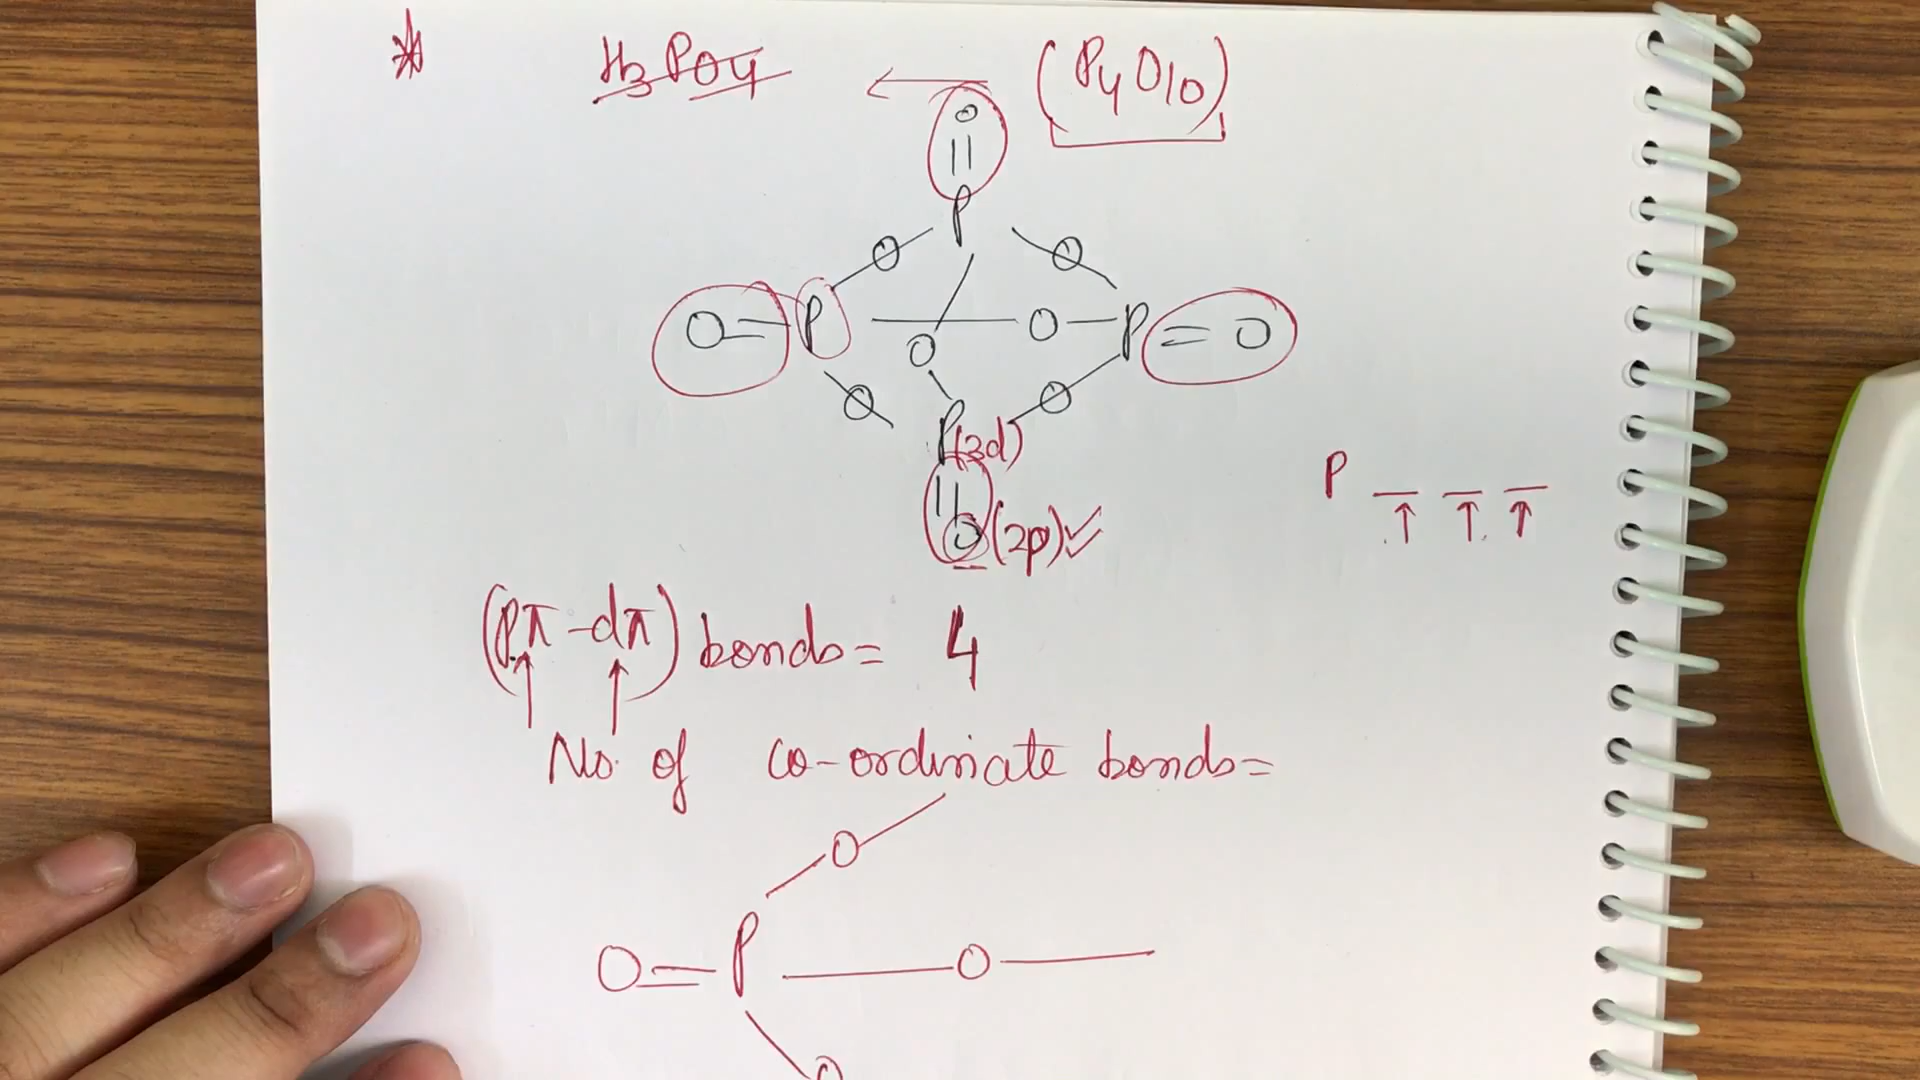 * H3PO4 ← (P4O10)
O
||
P
O O
O=P O P=O
O
O O
P(3d)
||
O(2p)✓
P ↑ ↑ ↑
(pπ-dπ) bonds = 4
No. of co-ordinate bonds=
O
O=P O
O